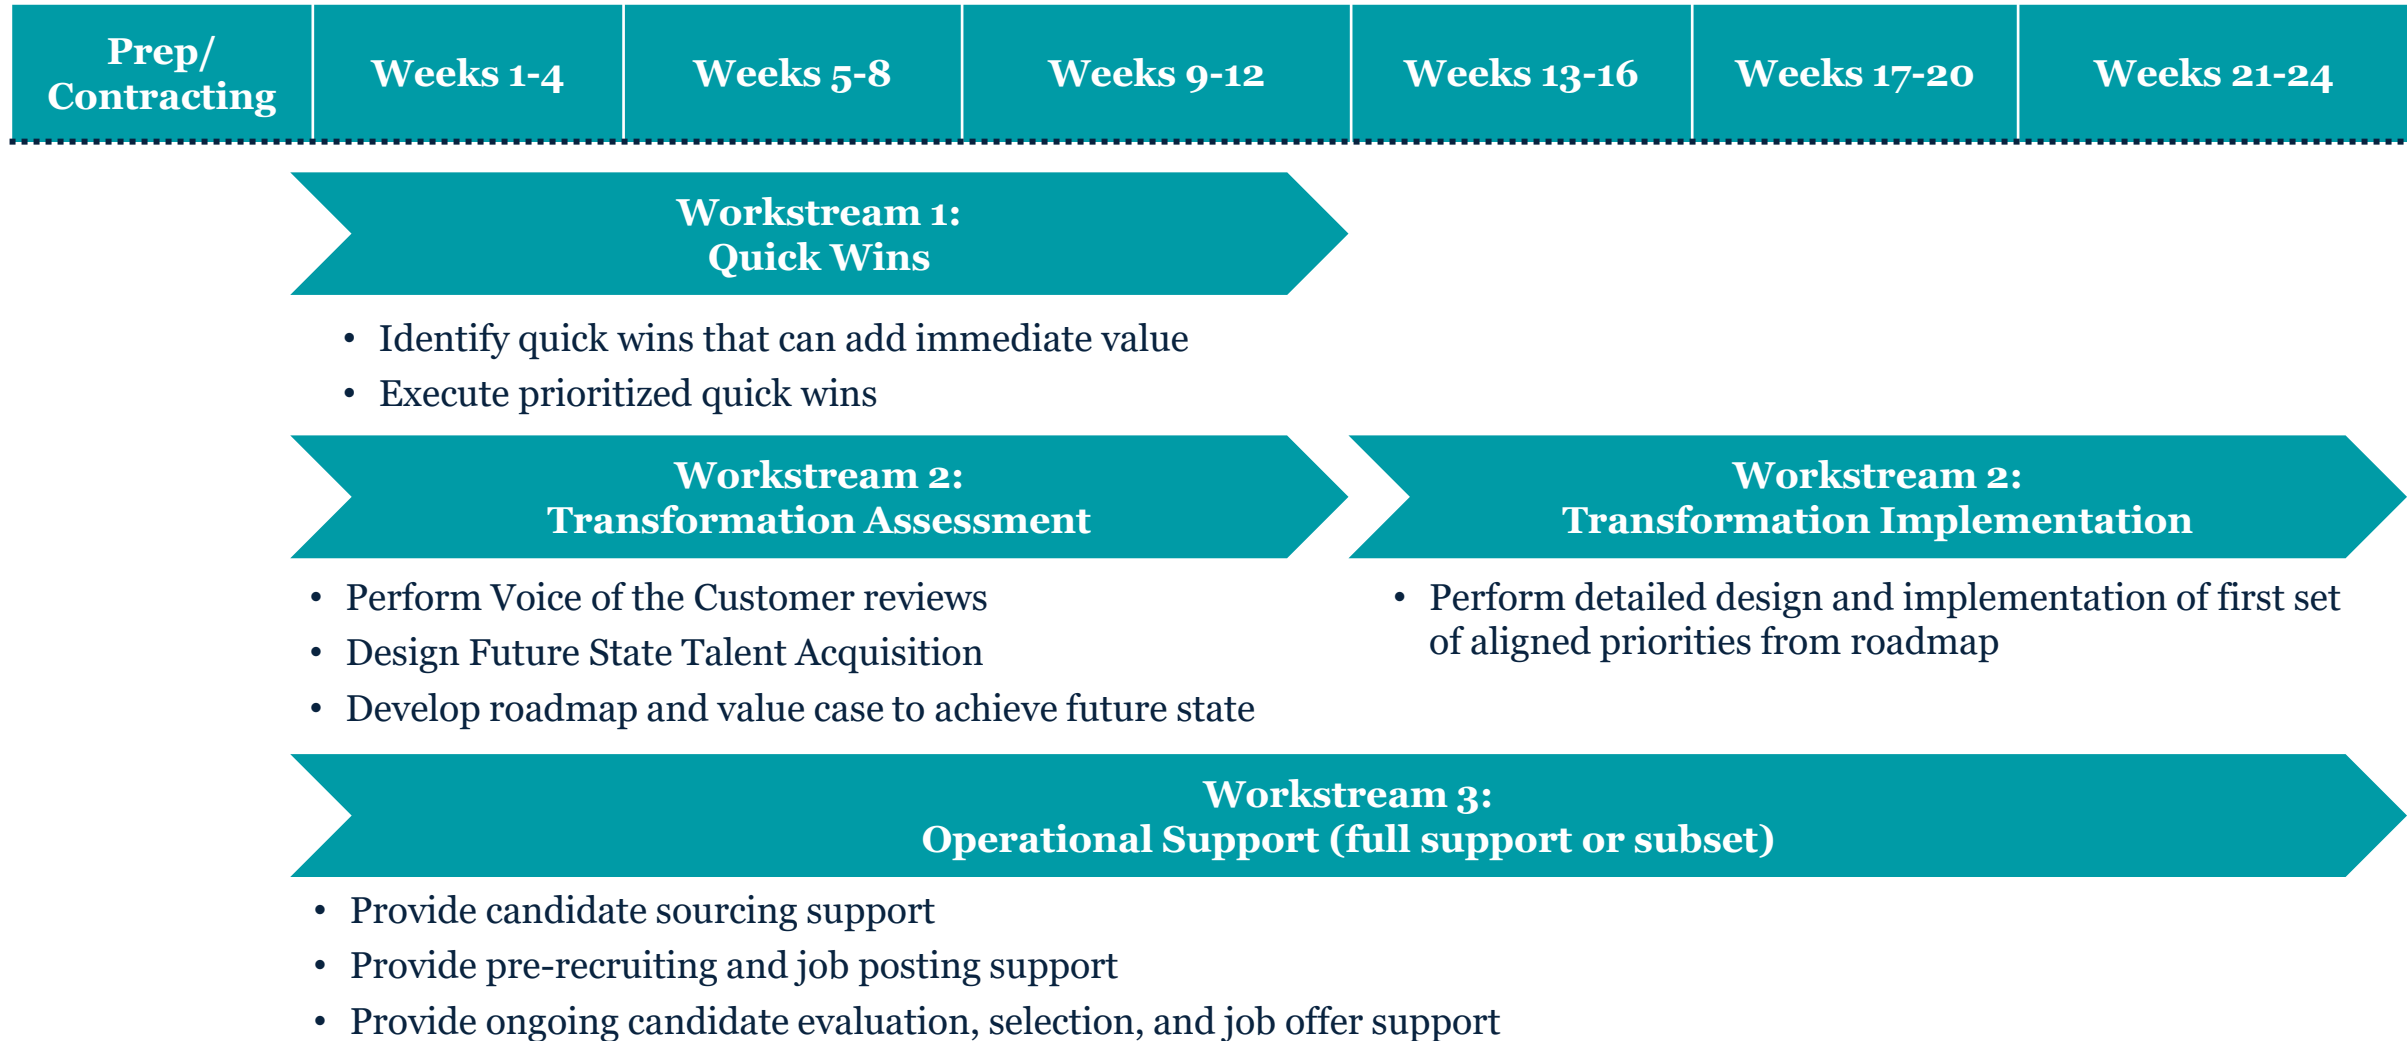 Prep/
Contracting
Weeks 1-4
Weeks 5-8
Weeks 9-12
Weeks 13-16
Weeks 17-20
Weeks 21-24
Workstream 1:
Quick Wins
• Identify quick wins that can add immediate value
• Execute prioritized quick wins
Workstream 2:
Transformation Assessment
• Perform Voice of the Customer reviews
• Design Future State Talent Acquisition
• Develop roadmap and value case to achieve future state
Workstream 2:
Transformation Implementation
• Perform detailed design and implementation of first set
of aligned priorities from roadmap
Workstream 3:
Operational Support (full support or subset)
• Provide candidate sourcing support
• Provide pre-recruiting and job posting support
• Provide ongoing candidate evaluation, selection, and job offer support